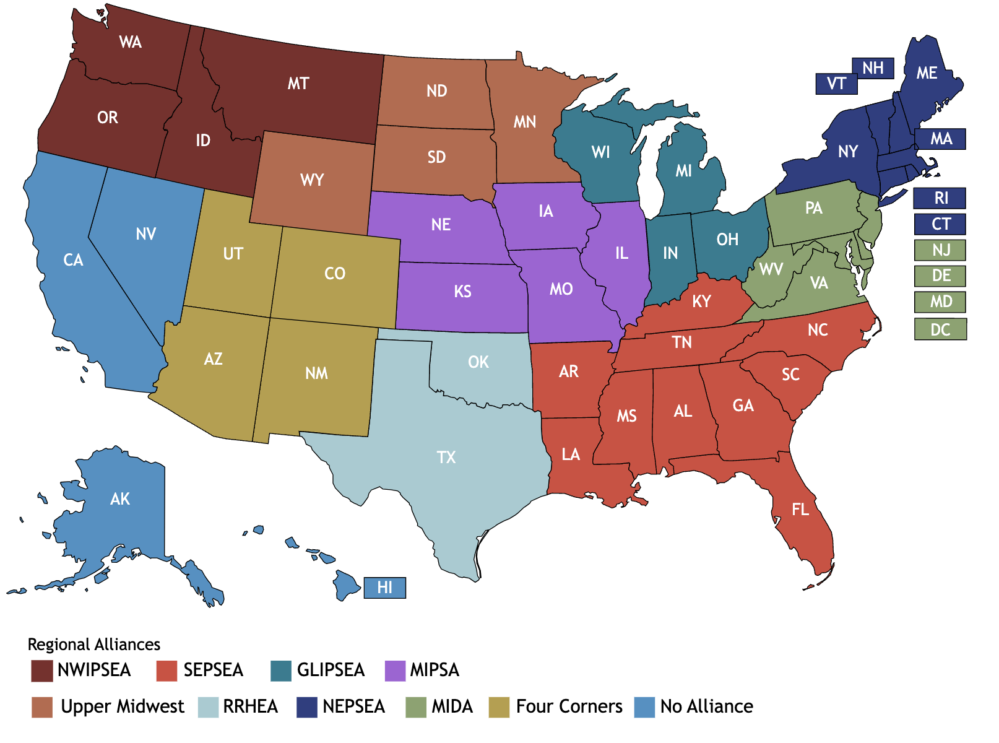 WA
NH
ME
MT
VT
ND
OR
MN
ID
MA
NY
WI
SD
MI
WY
RI
PA
IA
NE
CT
NV
OH
NJ
UT
IN
IL
CA
CO
WV
DE
VA
MO
KS
KY
MD
NC
DC
TN
AZ
OK
AR
NM
SC
GA
AL
MS
LA
TX
AK
FL
HI
Regional Alliances
NWIPSEA SEPSEA GLIPSEA MIPSA
Upper Midwest RRHEA NEPSEA MIDA Four Corners No Alliance